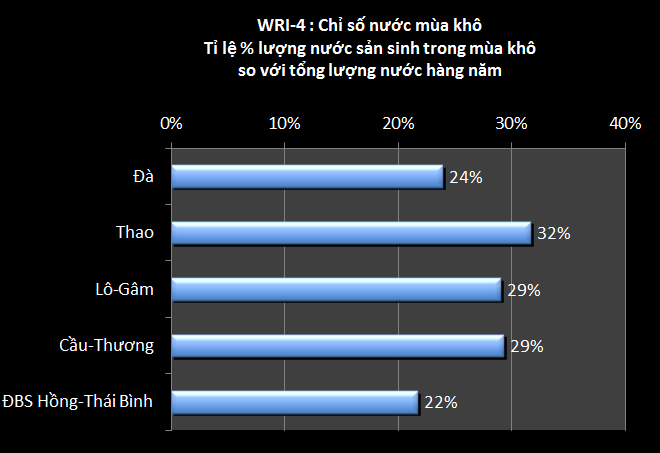 WRI-4 : Chỉ số nước mùa khô
Tỉ lệ % lượng nước sản sinh trong mùa khô
so với tổng lượng nước hàng năm
0% 10% 20% 30% 40%
Đà 24%
Thao 32%
Lô-Gâm 29%
Cầu-Thương 29%
ĐBS Hồng-Thái Bình 22%